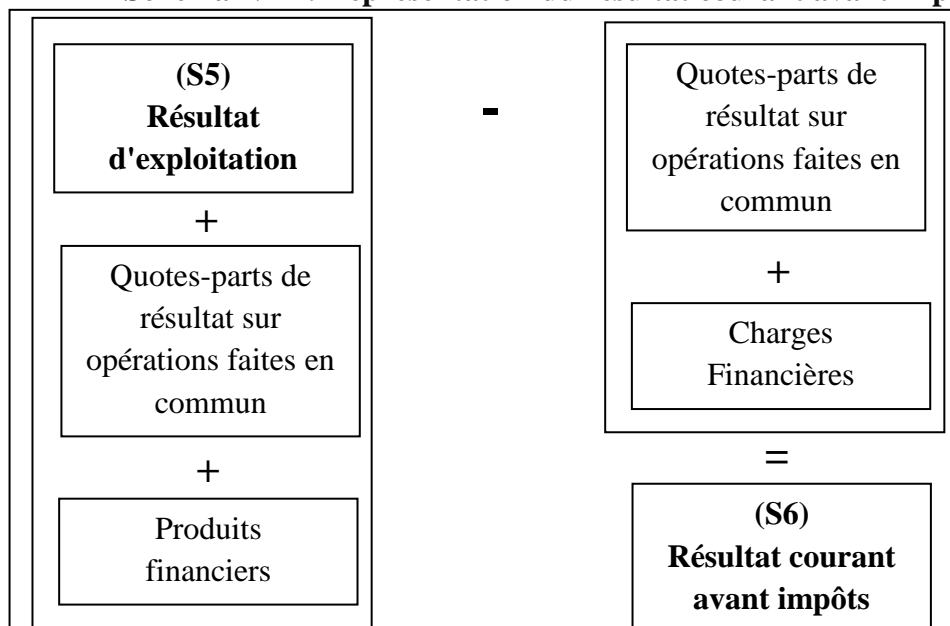 (S5)
Résultat
d'exploitation
+
Quotes-parts de
résultat sur
opérations faites en
commun
+
Produits
financiers
-
Quotes-parts de
résultat sur
opérations faites en
commun
+
Charges
Financières
=
(S6)
Résultat courant
avant impôts